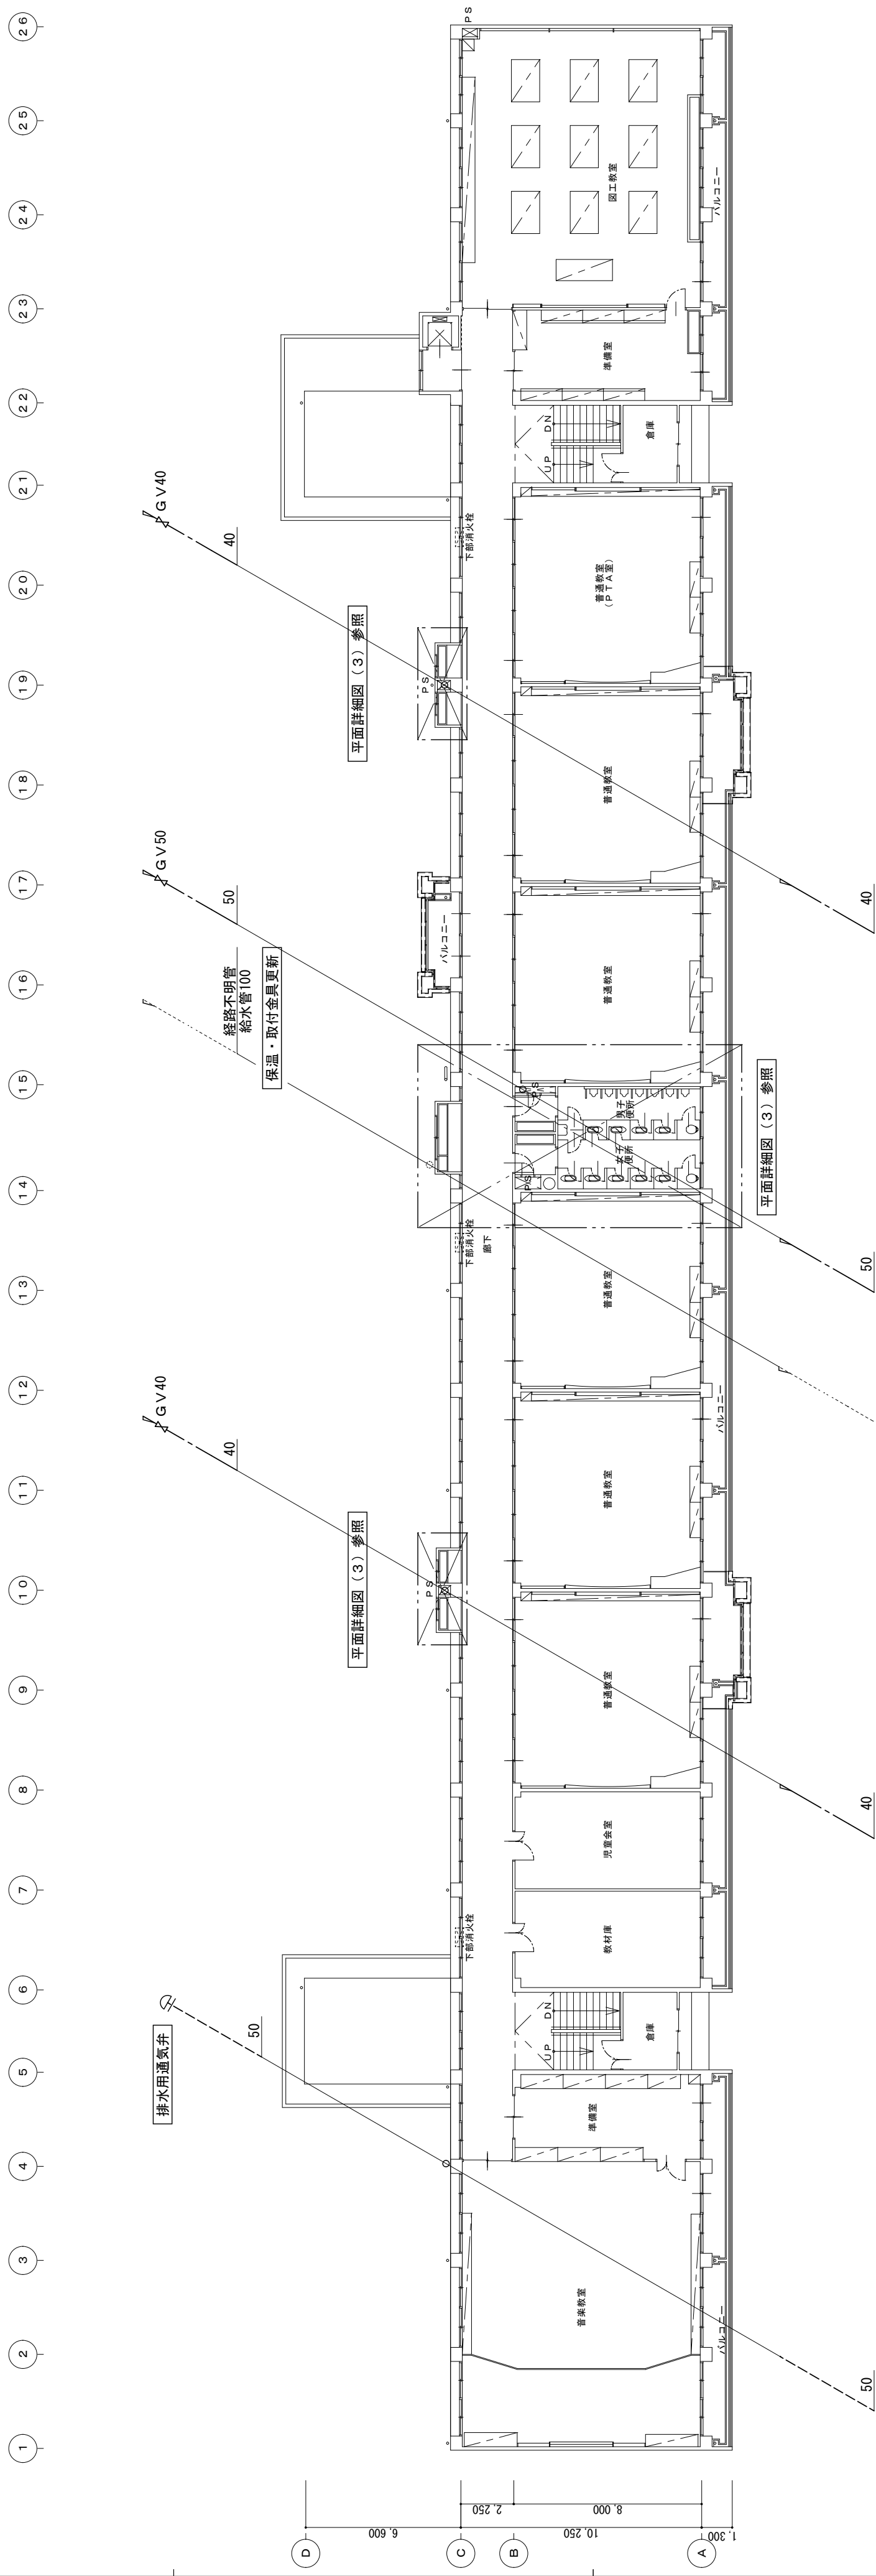 26
25
24
23
22
21
20
19
18
17
16
15
14
13
12
11
10
9
8
7
6
5
4
3
2
1
D
C
B
A
6,600
2,250
8,000
10,250
1,300
PS
図工教室
バルコニー
準備室
倉庫
UP
DN
GV40
40
下部消火栓
普通教室
(PTA室)
平面詳細図(3)参照
PS
普通教室
40
GV50
50
バルコニー
普通教室
経路不明管
給水管100
保温・取付金具更新
PS
男子
便所
女子
便所
PS
平面詳細図(3)参照
下部消火栓
廊下
50
普通教室
バルコニー
GV40
40
普通教室
平面詳細図(3)参照
PS
普通教室
40
児童会室
下部消火栓
教材庫
倉庫
UP
DN
排水用通気弁
50
準備室
音楽教室
バルコニー
50